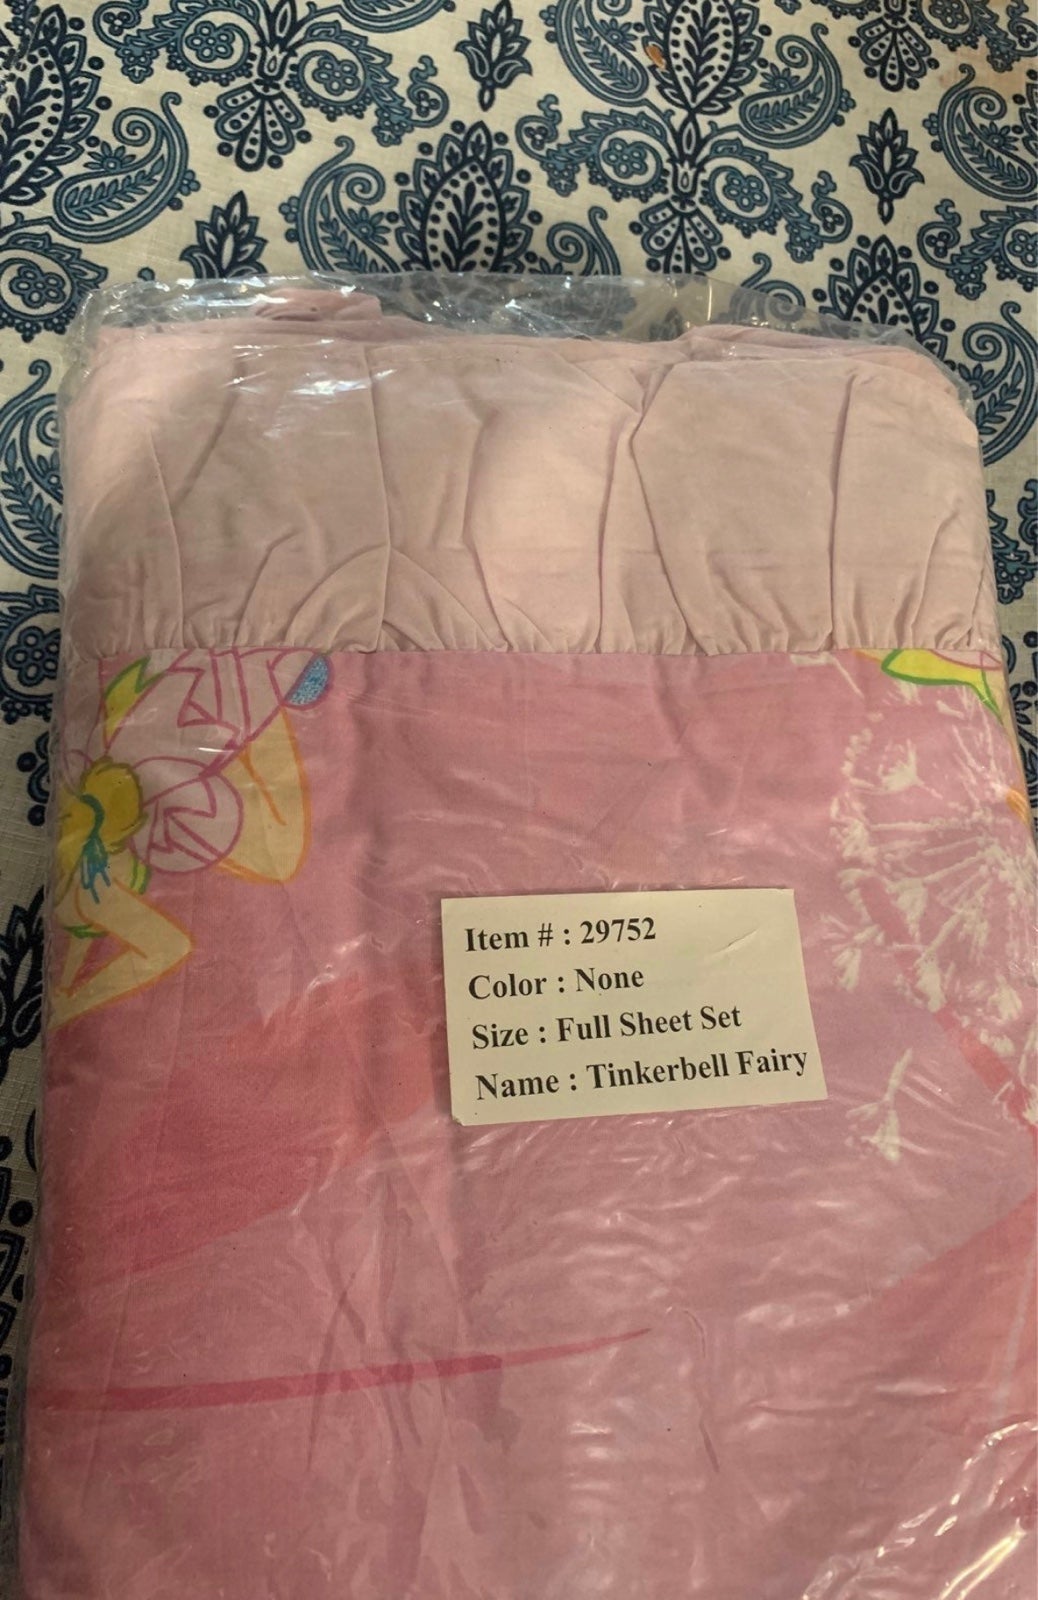 Item # : 29752
Color : None
Size : Full Sheet Set
Name : Tinkerbell Fairy